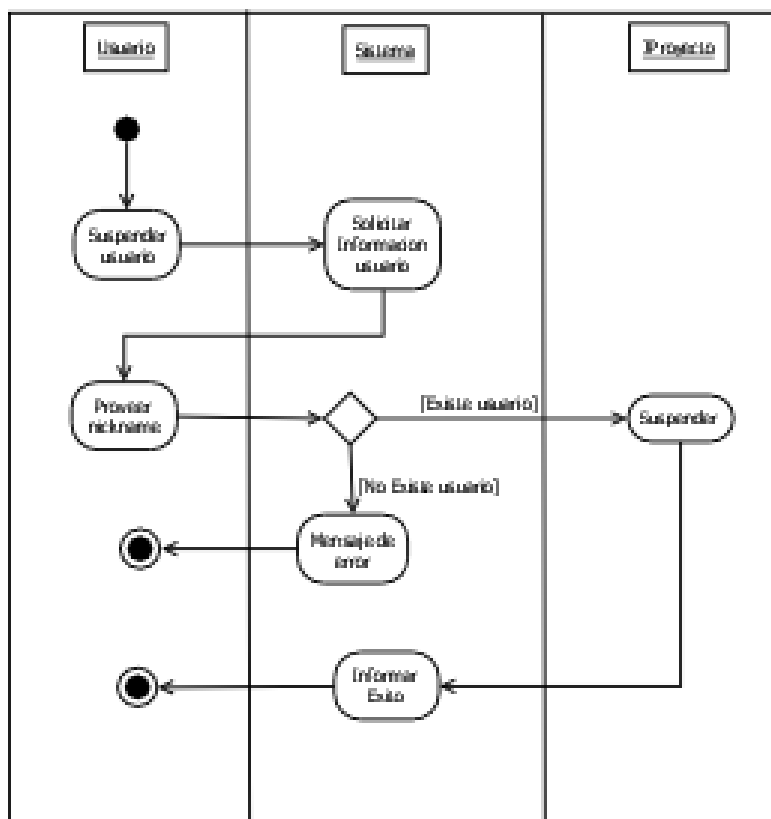 Usuario
Sistema
IProyecto
Suspender
usuario
Solicitar
Informacion
usuario
Proveer
nickname
[Existe usuario]
Suspender
[No Existe usuario]
Mensaje de
error
Informar
Exito